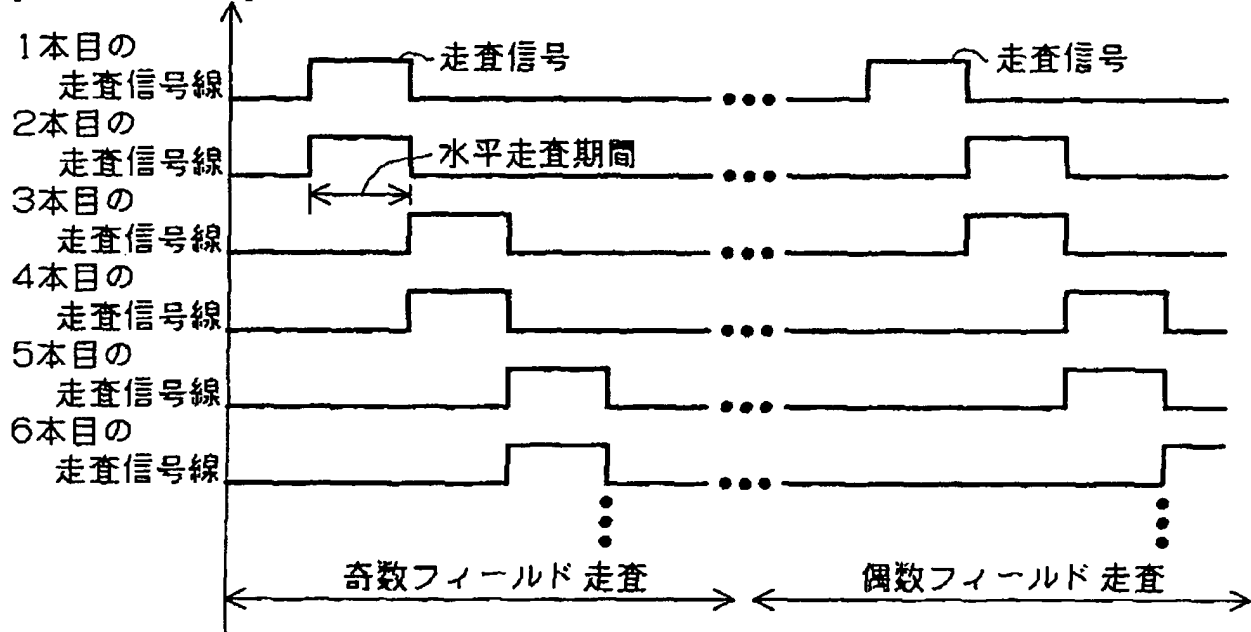 1本目の
走査信号線
走査信号
走査信号
2本目の
走査信号線
水平走査期間
3本目の
走査信号線
4本目の
走査信号線
5本目の
走査信号線
6本目の
走査信号線
奇数フィールド走査
偶数フィールド走査